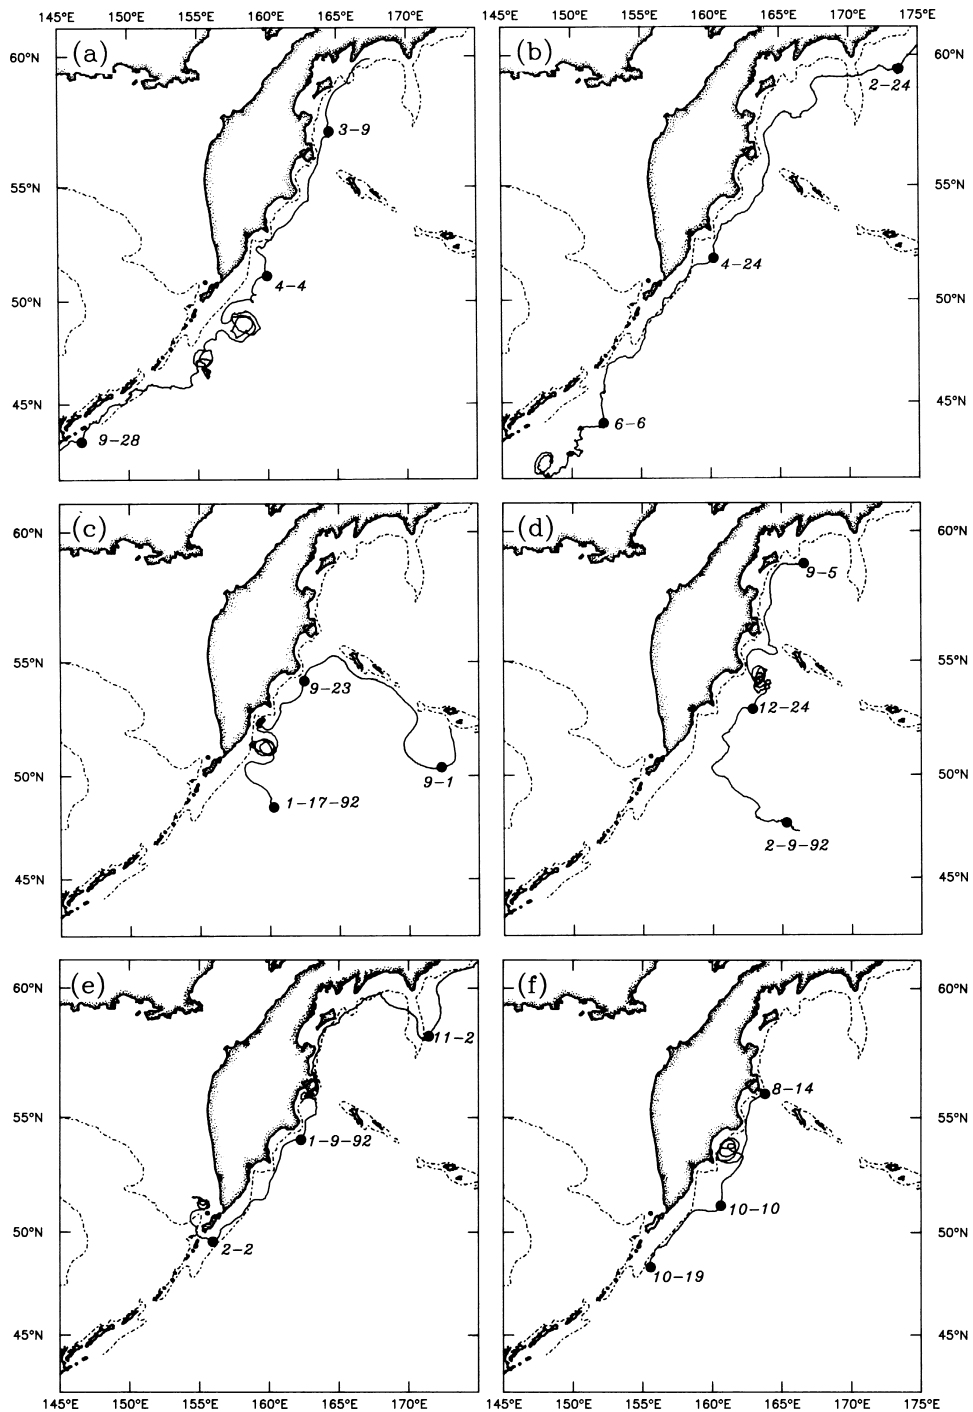 145°E 150°E 155°E 160°E 165°E 170°E
145°E 150°E 155°E 160°E 165°E 170°E 175°E
(a)
60°N
55°N
50°N
45°N
3-9
4-4
9-28
(b)
2-24
4-24
6-6
60°N
55°N
50°N
45°N
(c)
60°N
55°N
50°N
45°N
9-23
9-1
1-17-92
(d)
9-5
12-24
2-9-92
60°N
55°N
50°N
45°N
(e)
60°N
55°N
50°N
45°N
11-2
1-9-92
2-2
(f)
8-14
10-10
10-19
60°N
55°N
50°N
45°N
145°E 150°E 155°E 160°E 165°E 170°E
145°E 150°E 155°E 160°E 165°E 170°E 175°E